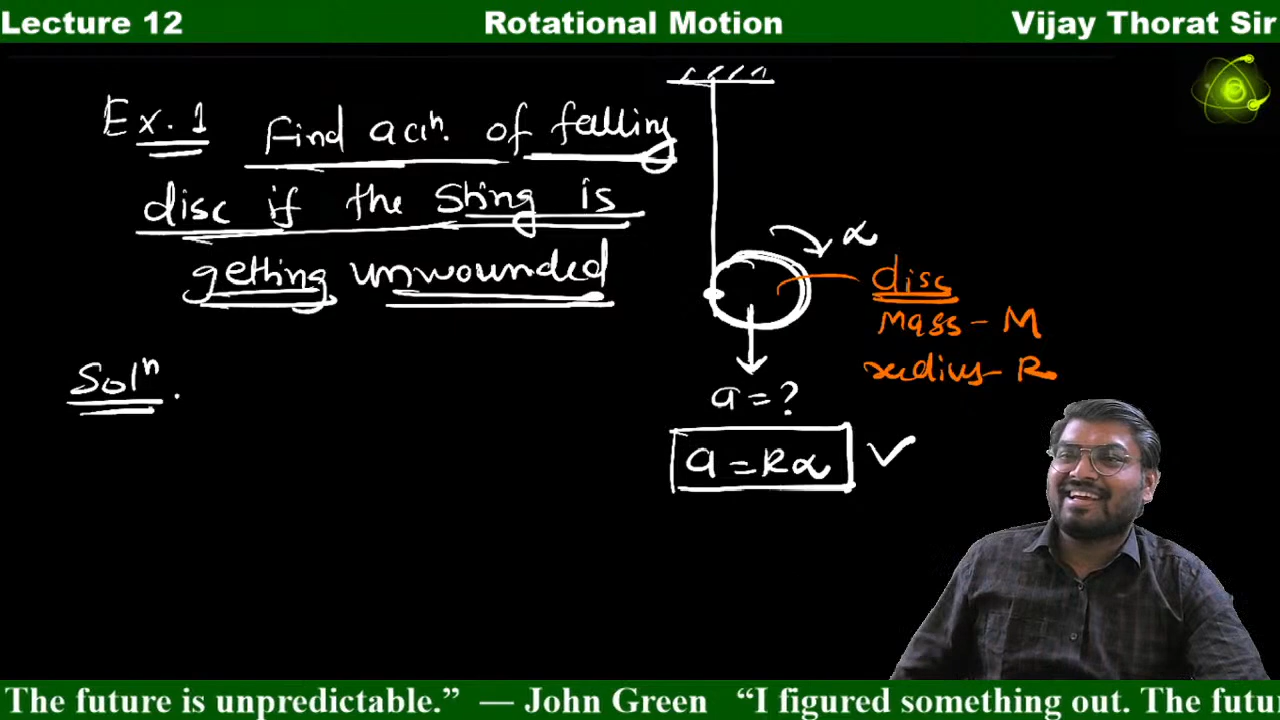 Lecture 12
Rotational Motion
Vijay Thorat Sir
Ex. 1 Find accn. of falling
disc if the string is
getting unwounded
α
disc
mass - M
radius - R
a = ?
a = Rα
Soln.
The future is unpredictable.” — John Green “I figured something out. The futu